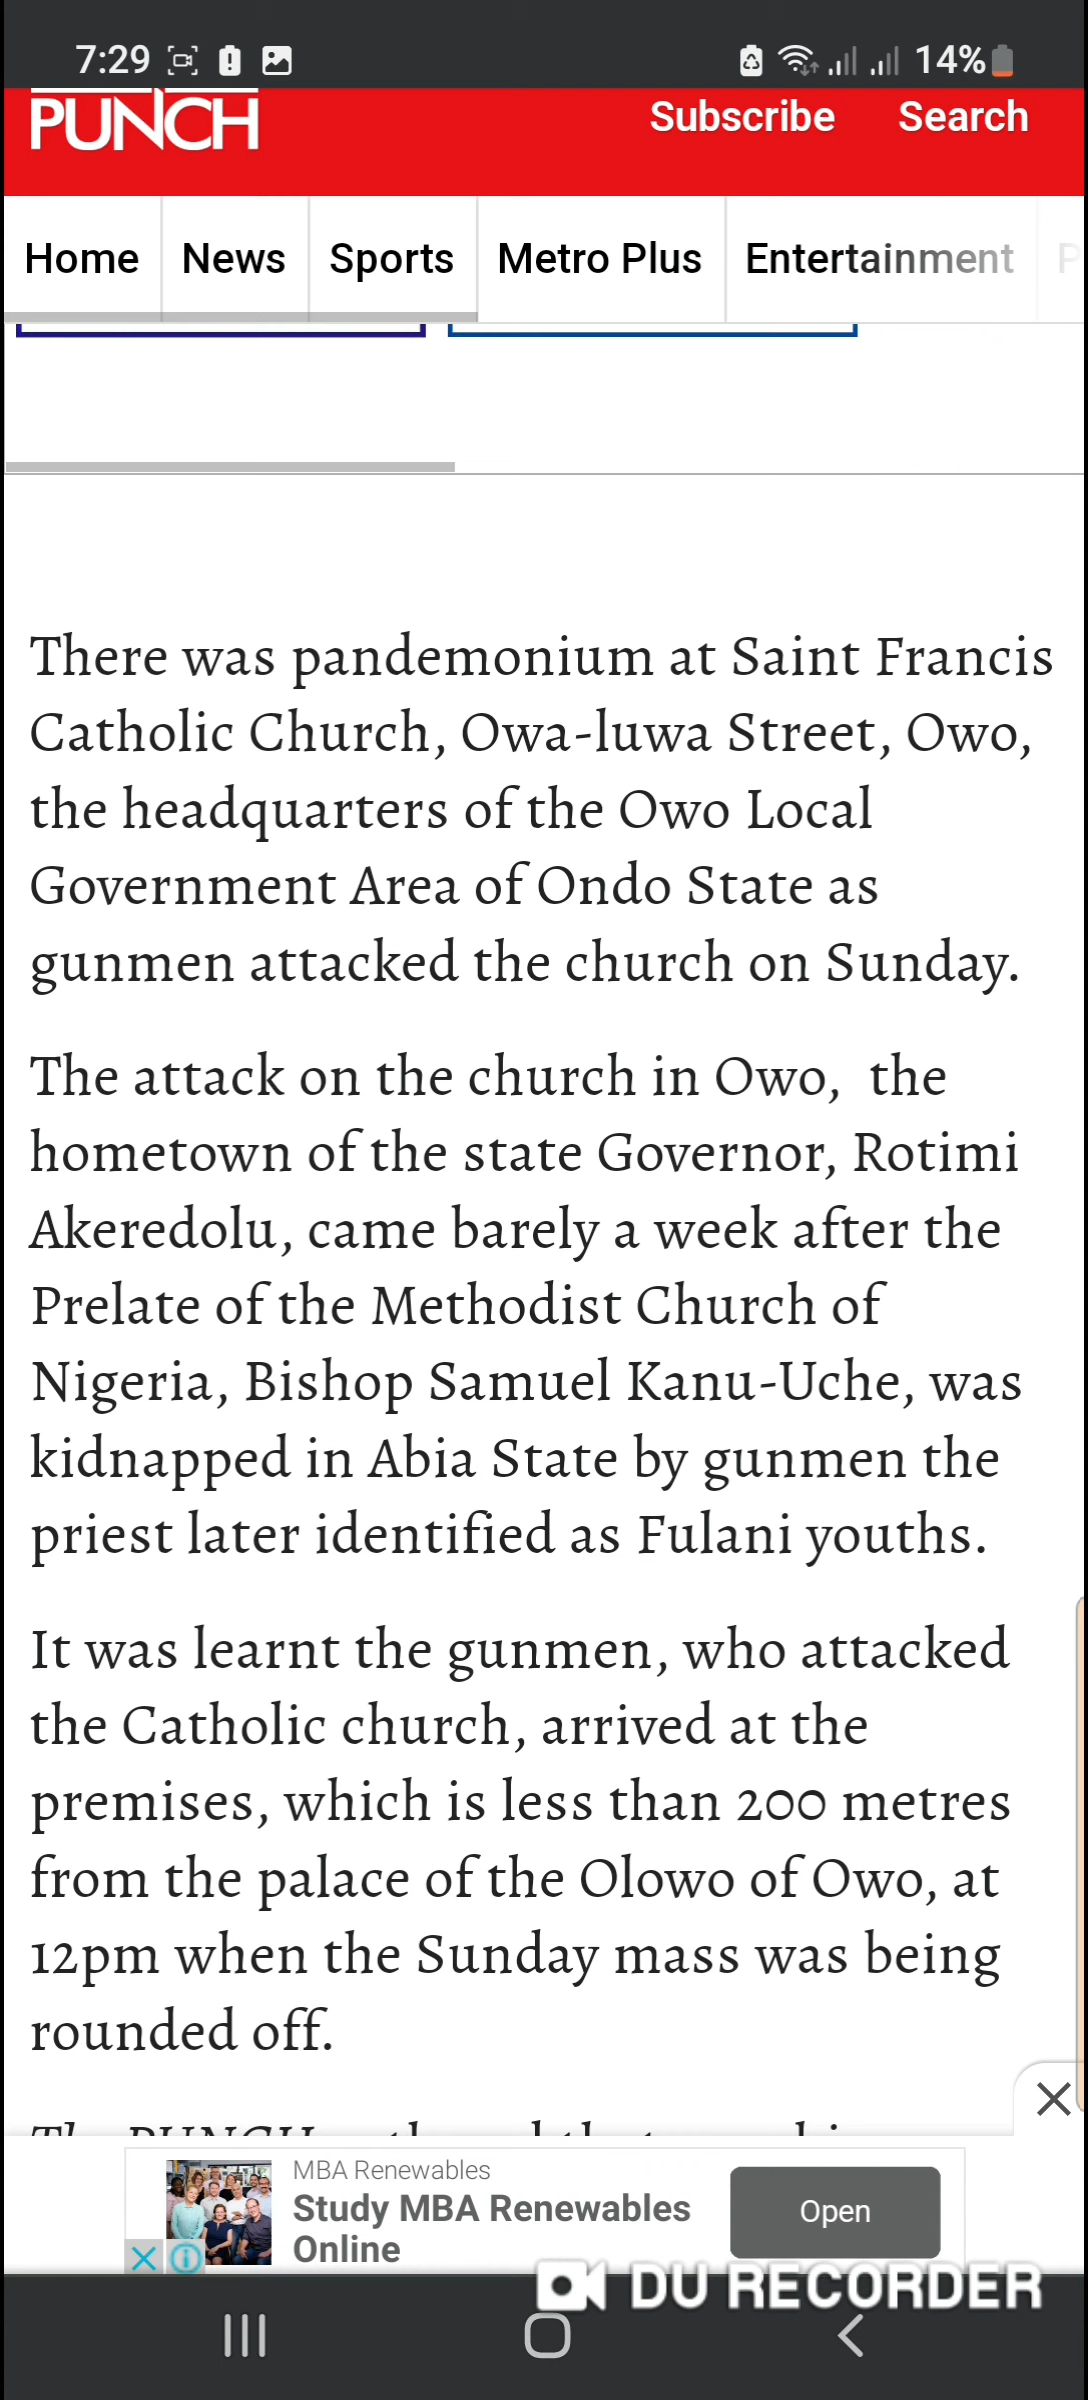 7:29
14%
PUNCH
Subscribe Search
Home News Sports Metro Plus Entertainment P
There was pandemonium at Saint Francis
Catholic Church, Owa-luwa Street, Owo,
the headquarters of the Owo Local
Government Area of Ondo State as
gunmen attacked the church on Sunday.
The attack on the church in Owo,  the
hometown of the state Governor, Rotimi
Akeredolu, came barely a week after the
Prelate of the Methodist Church of
Nigeria, Bishop Samuel Kanu-Uche, was
kidnapped in Abia State by gunmen the
priest later identified as Fulani youths.
It was learnt the gunmen, who attacked
the Catholic church, arrived at the
premises, which is less than 200 metres
from the palace of the Olowo of Owo, at
12pm when the Sunday mass was being
rounded off.
The PUNCH
MBA Renewables
Study MBA Renewables
Online
Open
DU RECORDER